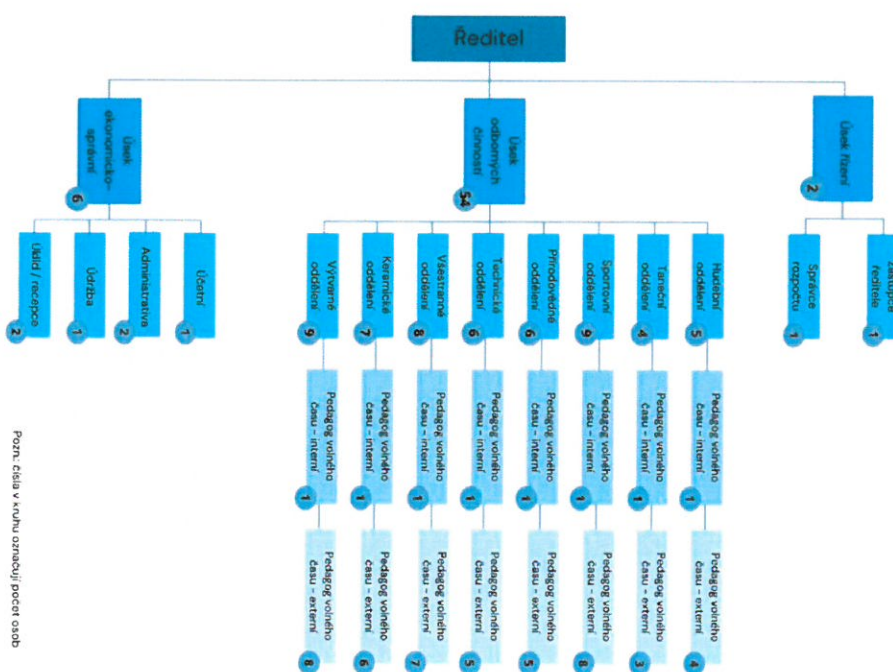 Ředitel
Úsek
ekonomicko-
správní
6
Úsek
odborných
činností
54
Úsek řízení
2
Úklid / recepce
2
Údržba
1
Administrativa
2
Účetní
1
Výtvarné
oddělení
9
Keramické
oddělení
7
Všestranné
oddělení
8
Technické
oddělení
6
Přírodovědné
oddělení
6
Sportovní
oddělení
9
Taneční
oddělení
4
Hudební
oddělení
5
Správce
rozpočtu
1
Zástupce
ředitele
1
Pedagog volného
času – interní
1
Pedagog volného
času – interní
1
Pedagog volného
času – interní
1
Pedagog volného
času – interní
1
Pedagog volného
času – interní
1
Pedagog volného
času – interní
1
Pedagog volného
času – interní
1
Pedagog volného
času – interní
1
Pedagog volného
času – externí
8
Pedagog volného
času – externí
6
Pedagog volného
času – externí
7
Pedagog volného
času – externí
5
Pedagog volného
času – externí
5
Pedagog volného
času – externí
8
Pedagog volného
času – externí
3
Pedagog volného
času – externí
4
Pozn.: čísla v kruhu označují počet osob